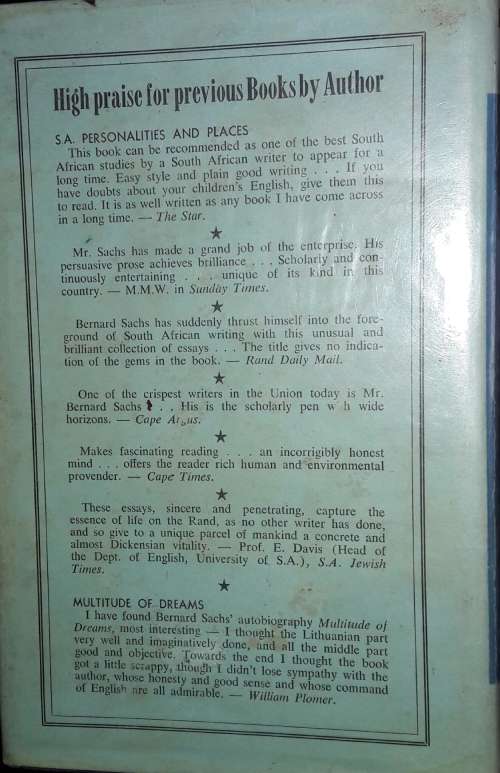 High praise for previous Books by Author
S.A. PERSONALITIES AND PLACES
This book can be recommended as one of the best South
African studies by a South African writer to appear for a
long time. Easy style and plain good writing . . . If you
have doubts about your children's English, give them this
to read. It is as well written as any book I have come across
in a long time. — The Star.
★
Mr. Sachs has made a grand job of the enterprise. His
persuasive prose achieves brilliance . . . Scholarly and con-
tinuously entertaining . . . unique of its kind in this
country. — M.M.W. in Sunday Times.
★
Bernard Sachs has suddenly thrust himself into the fore-
ground of South African writing with this unusual and
brilliant collection of essays . . . The title gives no indica-
tion of the gems in the book. — Rand Daily Mail.
★
One of the crispest writers in the Union today is Mr.
Bernard Sachs . . . His is the scholarly pen w h wide
horizons. — Cape Argus.
★
Makes fascinating reading . . . an incorrigibly honest
mind . . . offers the reader rich human and environmental
provender. — Cape Times.
★
These essays, sincere and penetrating, capture the
essence of life on the Rand, as no other writer has done,
and so give to a unique parcel of mankind a concrete and
almost Dickensian vitality. — Prof. E. Davis (Head of
the Dept. of English, University of S.A.), S.A. Jewish
Times.
★
MULTITUDE OF DREAMS
I have found Bernard Sachs' autobiography Multitude of
Dreams, most interesting — I thought the Lithuanian part
very well and imaginatively done, and all the middle part
good and objective. Towards the end I thought the book
got a little scrappy, though I didn't lose sympathy with the
author, whose honesty and good sense and whose command
of English are all admirable. — William Plomer.